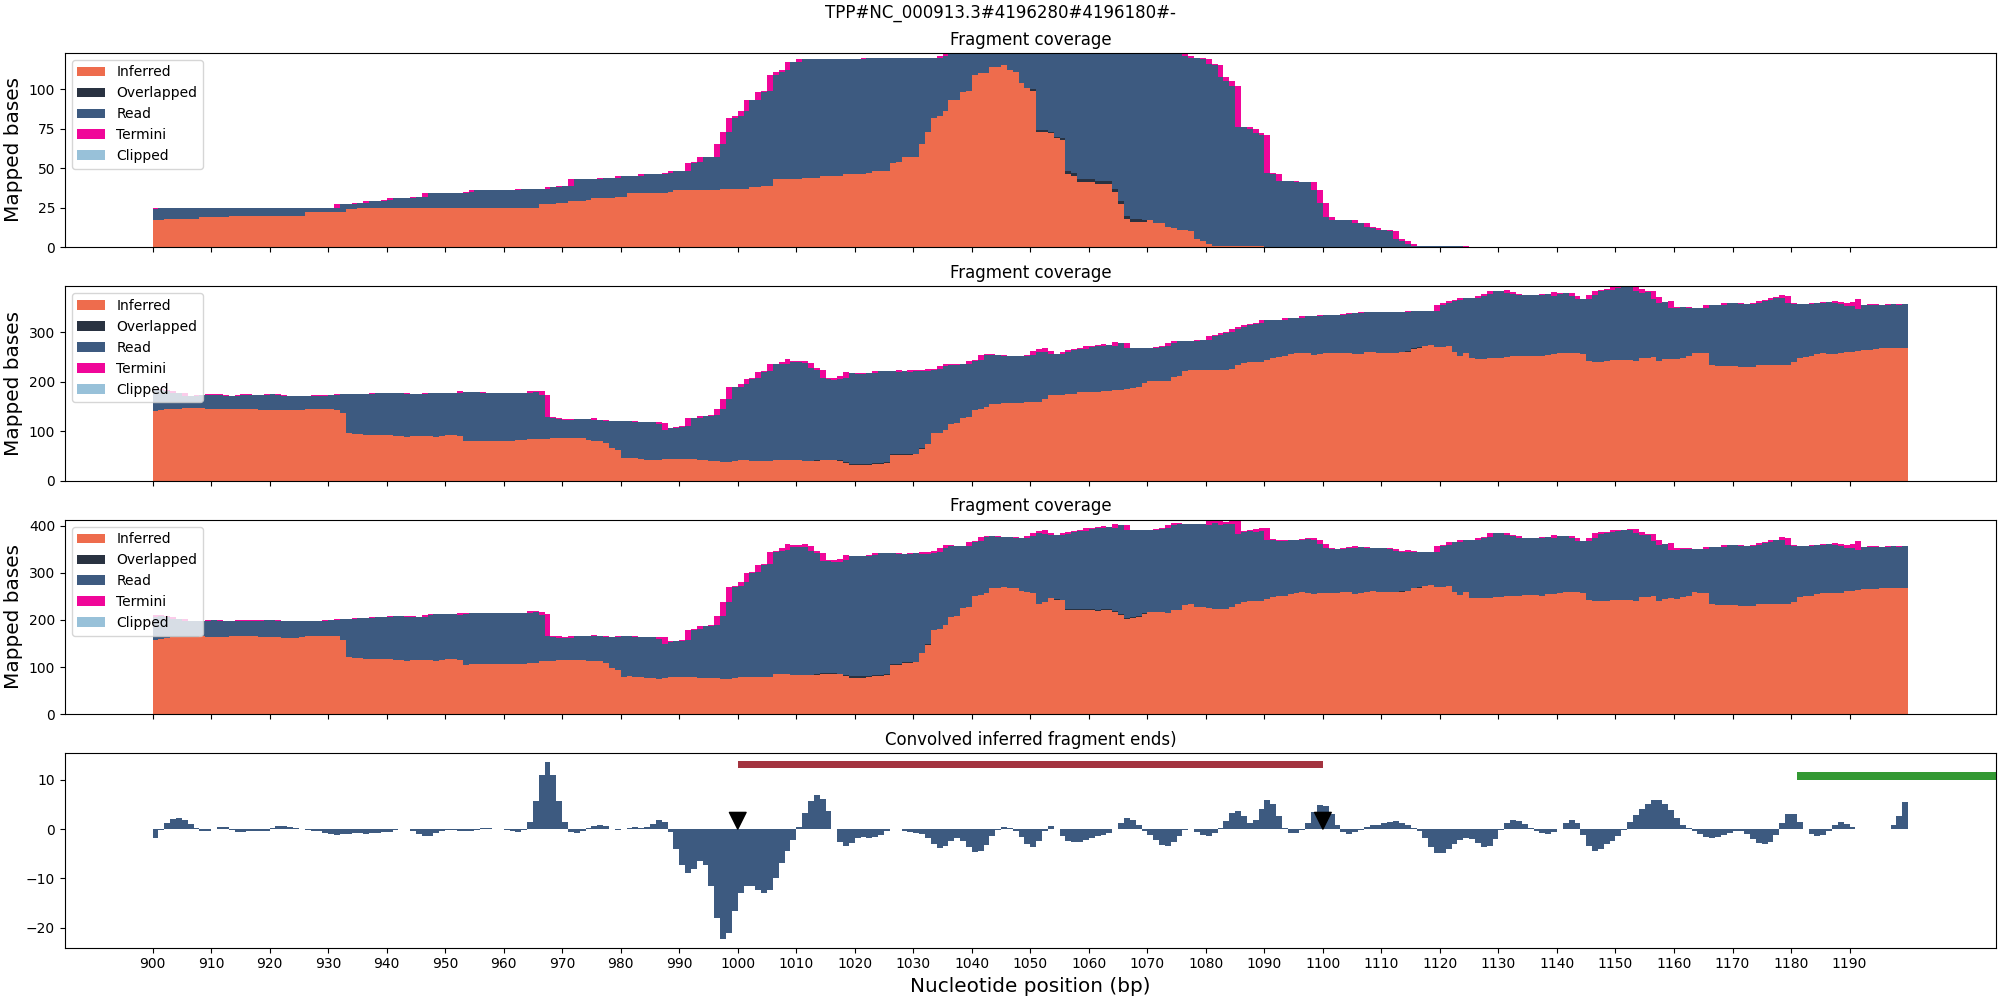 TPP#NC_000913.3#4196280#4196180#-
Fragment coverage
Mapped bases
100
75
50
25
0
Inferred
Overlapped
Read
Termini
Clipped
Fragment coverage
Mapped bases
300
200
100
0
Inferred
Overlapped
Read
Termini
Clipped
Fragment coverage
Mapped bases
400
300
200
100
0
Inferred
Overlapped
Read
Termini
Clipped
Convolved inferred fragment ends)
10
0
−10
−20
900 910 920 930 940 950 960 970 980 990 1000 1010 1020 1030 1040 1050 1060 1070 1080 1090 1100 1110 1120 1130 1140 1150 1160 1170 1180 1190
Nucleotide position (bp)